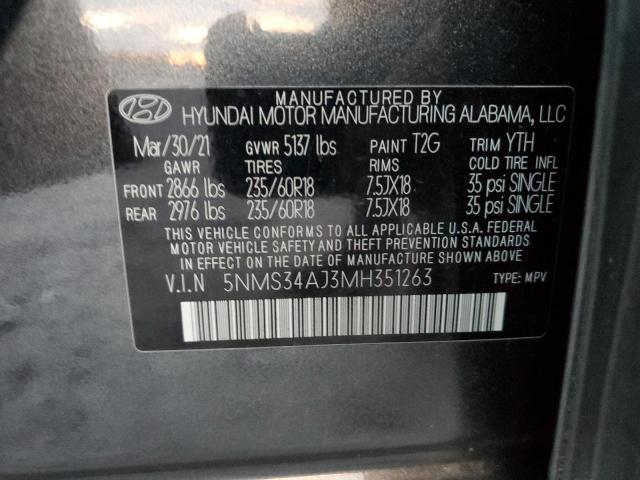 MANUFACTURED BY
HYUNDAI MOTOR MANUFACTURING ALABAMA, LLC
Mar/30/21 GVWR 5137 lbs PAINT T2G TRIM YTH
GAWR TIRES RIMS COLD TIRE INFL
FRONT 2866 lbs 235/60R18 7.5JX18 35 psi SINGLE
REAR 2976 lbs 235/60R18 7.5JX18 35 psi SINGLE
THIS VEHICLE CONFORMS TO ALL APPLICABLE U.S.A. FEDERAL
MOTOR VEHICLE SAFETY AND THEFT PREVENTION STANDARDS
IN EFFECT ON THE DATE OF MANUFACTURE SHOWN ABOVE.
V.I.N 5NMS34AJ3MH351263 TYPE: MPV